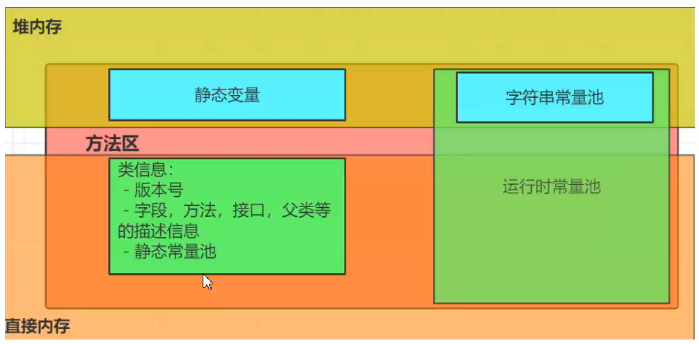 堆内存
静态变量
字符串常量池
方法区
类信息：
- 版本号
- 字段，方法，接口，父类等
的描述信息
- 静态常量池
运行时常量池
直接内存